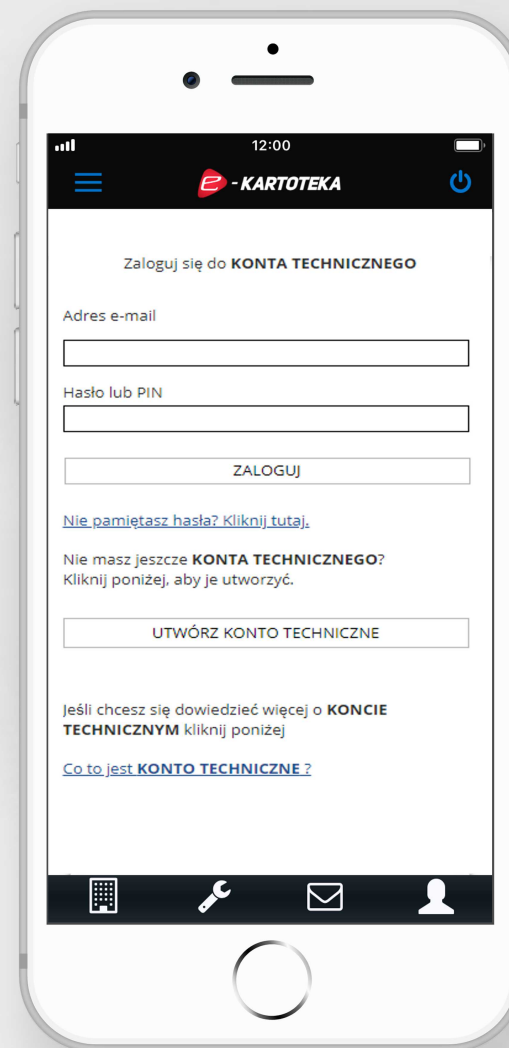 12:00
e - KARTOTEKA
Zaloguj się do KONTA TECHNICZNEGO
Adres e-mail
Hasło lub PIN
ZALOGUJ
Nie pamiętasz hasła? Kliknij tutaj.
Nie masz jeszcze KONTA TECHNICZNEGO?
Kliknij poniżej, aby je utworzyć.
UTWÓRZ KONTO TECHNICZNE
Jeśli chcesz się dowiedzieć więcej o KONCIE
TECHNICZNYM kliknij poniżej
Co to jest KONTO TECHNICZNE ?